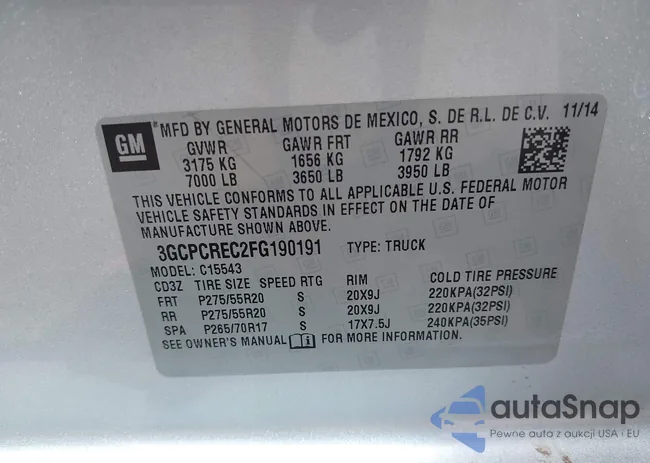 GM
MFD BY GENERAL MOTORS DE MEXICO, S. DE R.L. DE C.V. 11/14
GVWR GAWR FRT GAWR RR
3175 KG 1656 KG 1792 KG
7000 LB 3650 LB 3950 LB
THIS VEHICLE CONFORMS TO ALL APPLICABLE U.S. FEDERAL MOTOR
VEHICLE SAFETY STANDARDS IN EFFECT ON THE DATE OF
MANUFACTURE SHOWN ABOVE.
3GCPCREC2FG190191 TYPE: TRUCK
MODEL: C15543
CD3Z TIRE SIZE SPEED RTG RIM COLD TIRE PRESSURE
FRT P275/55R20 S 20X9J 220KPA(32PSI)
RR P275/55R20 S 20X9J 220KPA(32PSI)
SPA P265/70R17 S 17X7.5J 240KPA(35PSI)
SEE OWNER'S MANUAL i FOR MORE INFORMATION.
autoSnap
Pewne auta z aukcji USA i EU